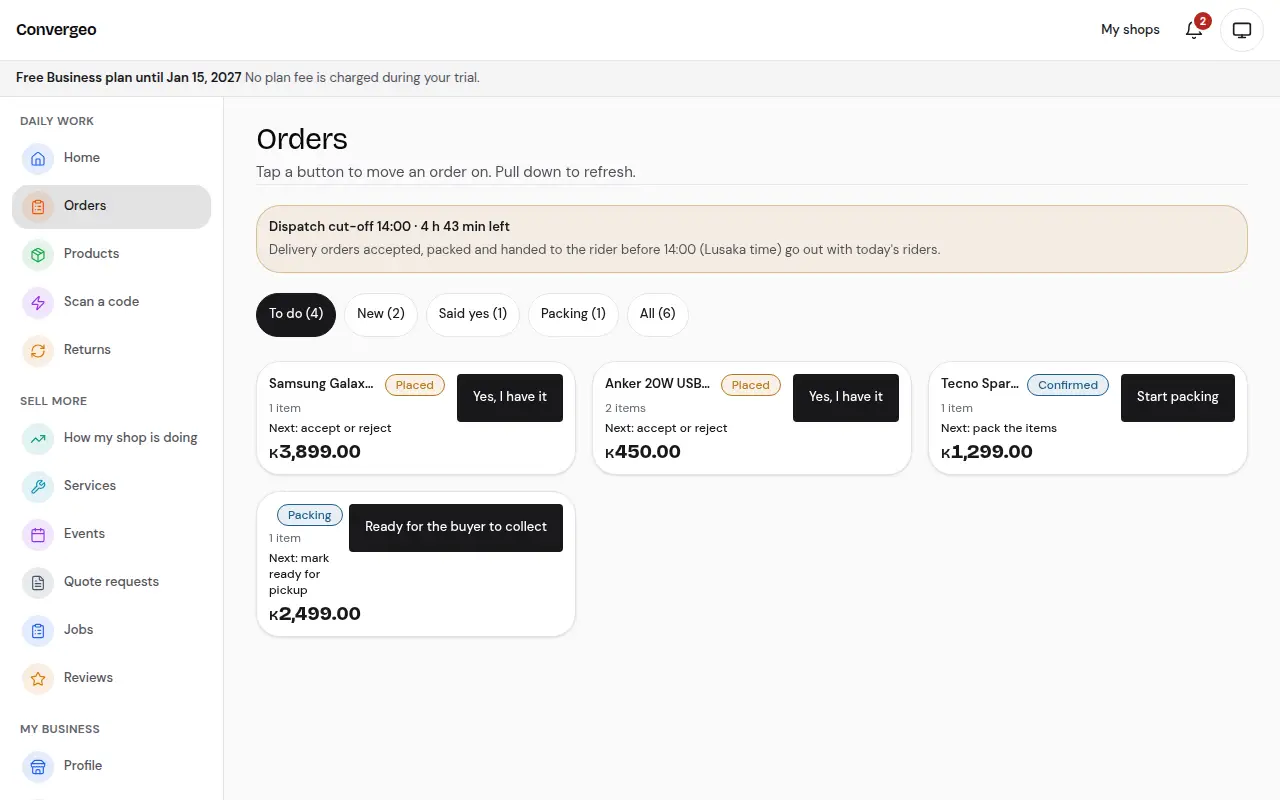 Convergeo
My shops
2
Free Business plan until Jan 15, 2027 No plan fee is charged during your trial.
DAILY WORK
Home
Orders
Products
Scan a code
Returns
SELL MORE
How my shop is doing
Services
Events
Quote requests
Jobs
Reviews
MY BUSINESS
Profile
Orders
Tap a button to move an order on. Pull down to refresh.
Dispatch cut-off 14:00 · 4 h 43 min left
Delivery orders accepted, packed and handed to the rider before 14:00 (Lusaka time) go out with today's riders.
To do (4) New (2) Said yes (1) Packing (1) All (6)
Samsung Galax... Placed
1 item
Next: accept or reject
K3,899.00
Yes, I have it
Anker 20W USB... Placed
2 items
Next: accept or reject
K450.00
Yes, I have it
Tecno Spar... Confirmed
1 item
Next: pack the items
K1,299.00
Start packing
Packing
1 item
Next: mark
ready for
pickup
K2,499.00
Ready for the buyer to collect